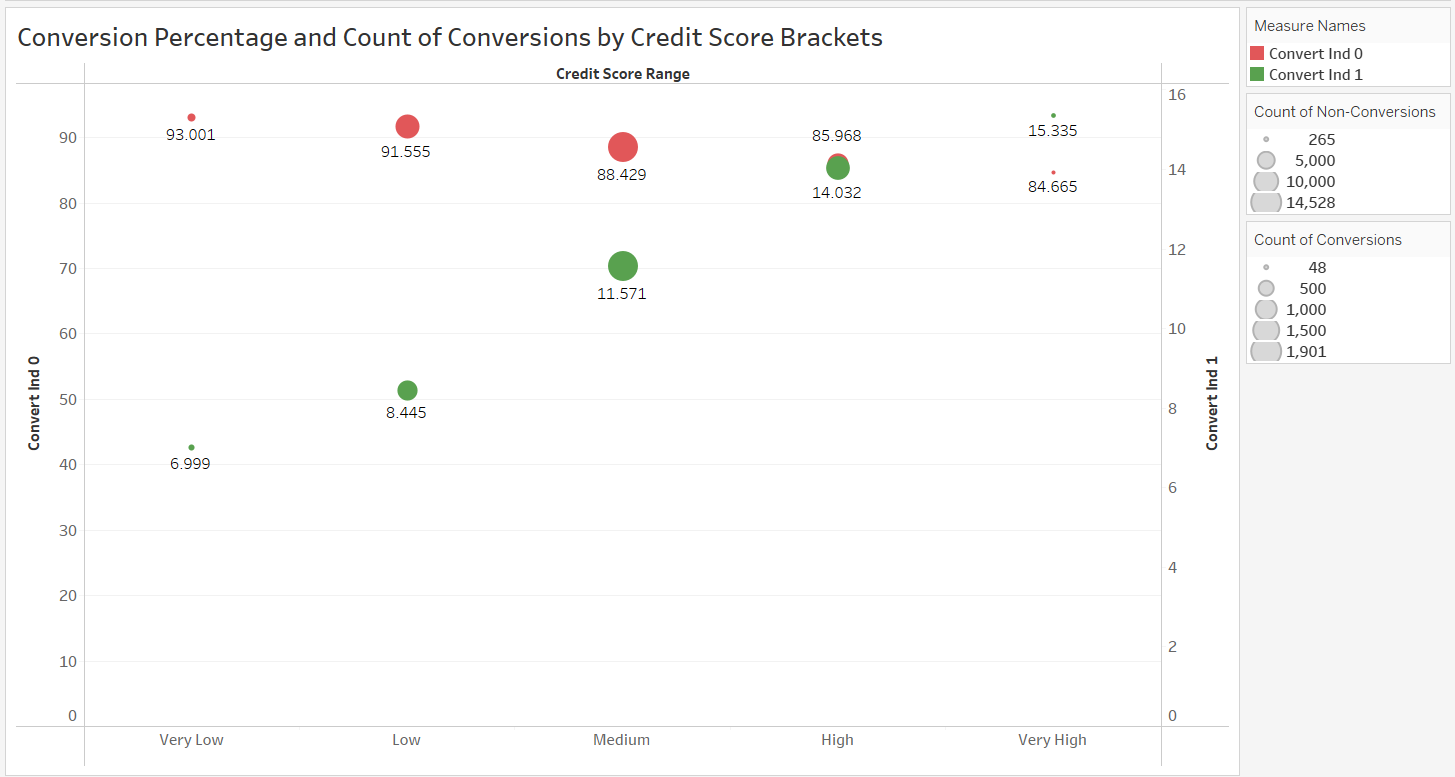 Conversion Percentage and Count of Conversions by Credit Score Brackets
Credit Score Range
Convert Ind 0
90
80
70
60
50
40
30
20
10
0
93.001
91.555
88.429
85.968
14.032
15.335
84.665
11.571
8.445
6.999
16
14
12
10
8
6
4
2
0
Convert Ind 1
Very Low
Low
Medium
High
Very High
Measure Names
Convert Ind 0
Convert Ind 1
Count of Non-Conversions
265
5,000
10,000
14,528
Count of Conversions
48
500
1,000
1,500
1,901